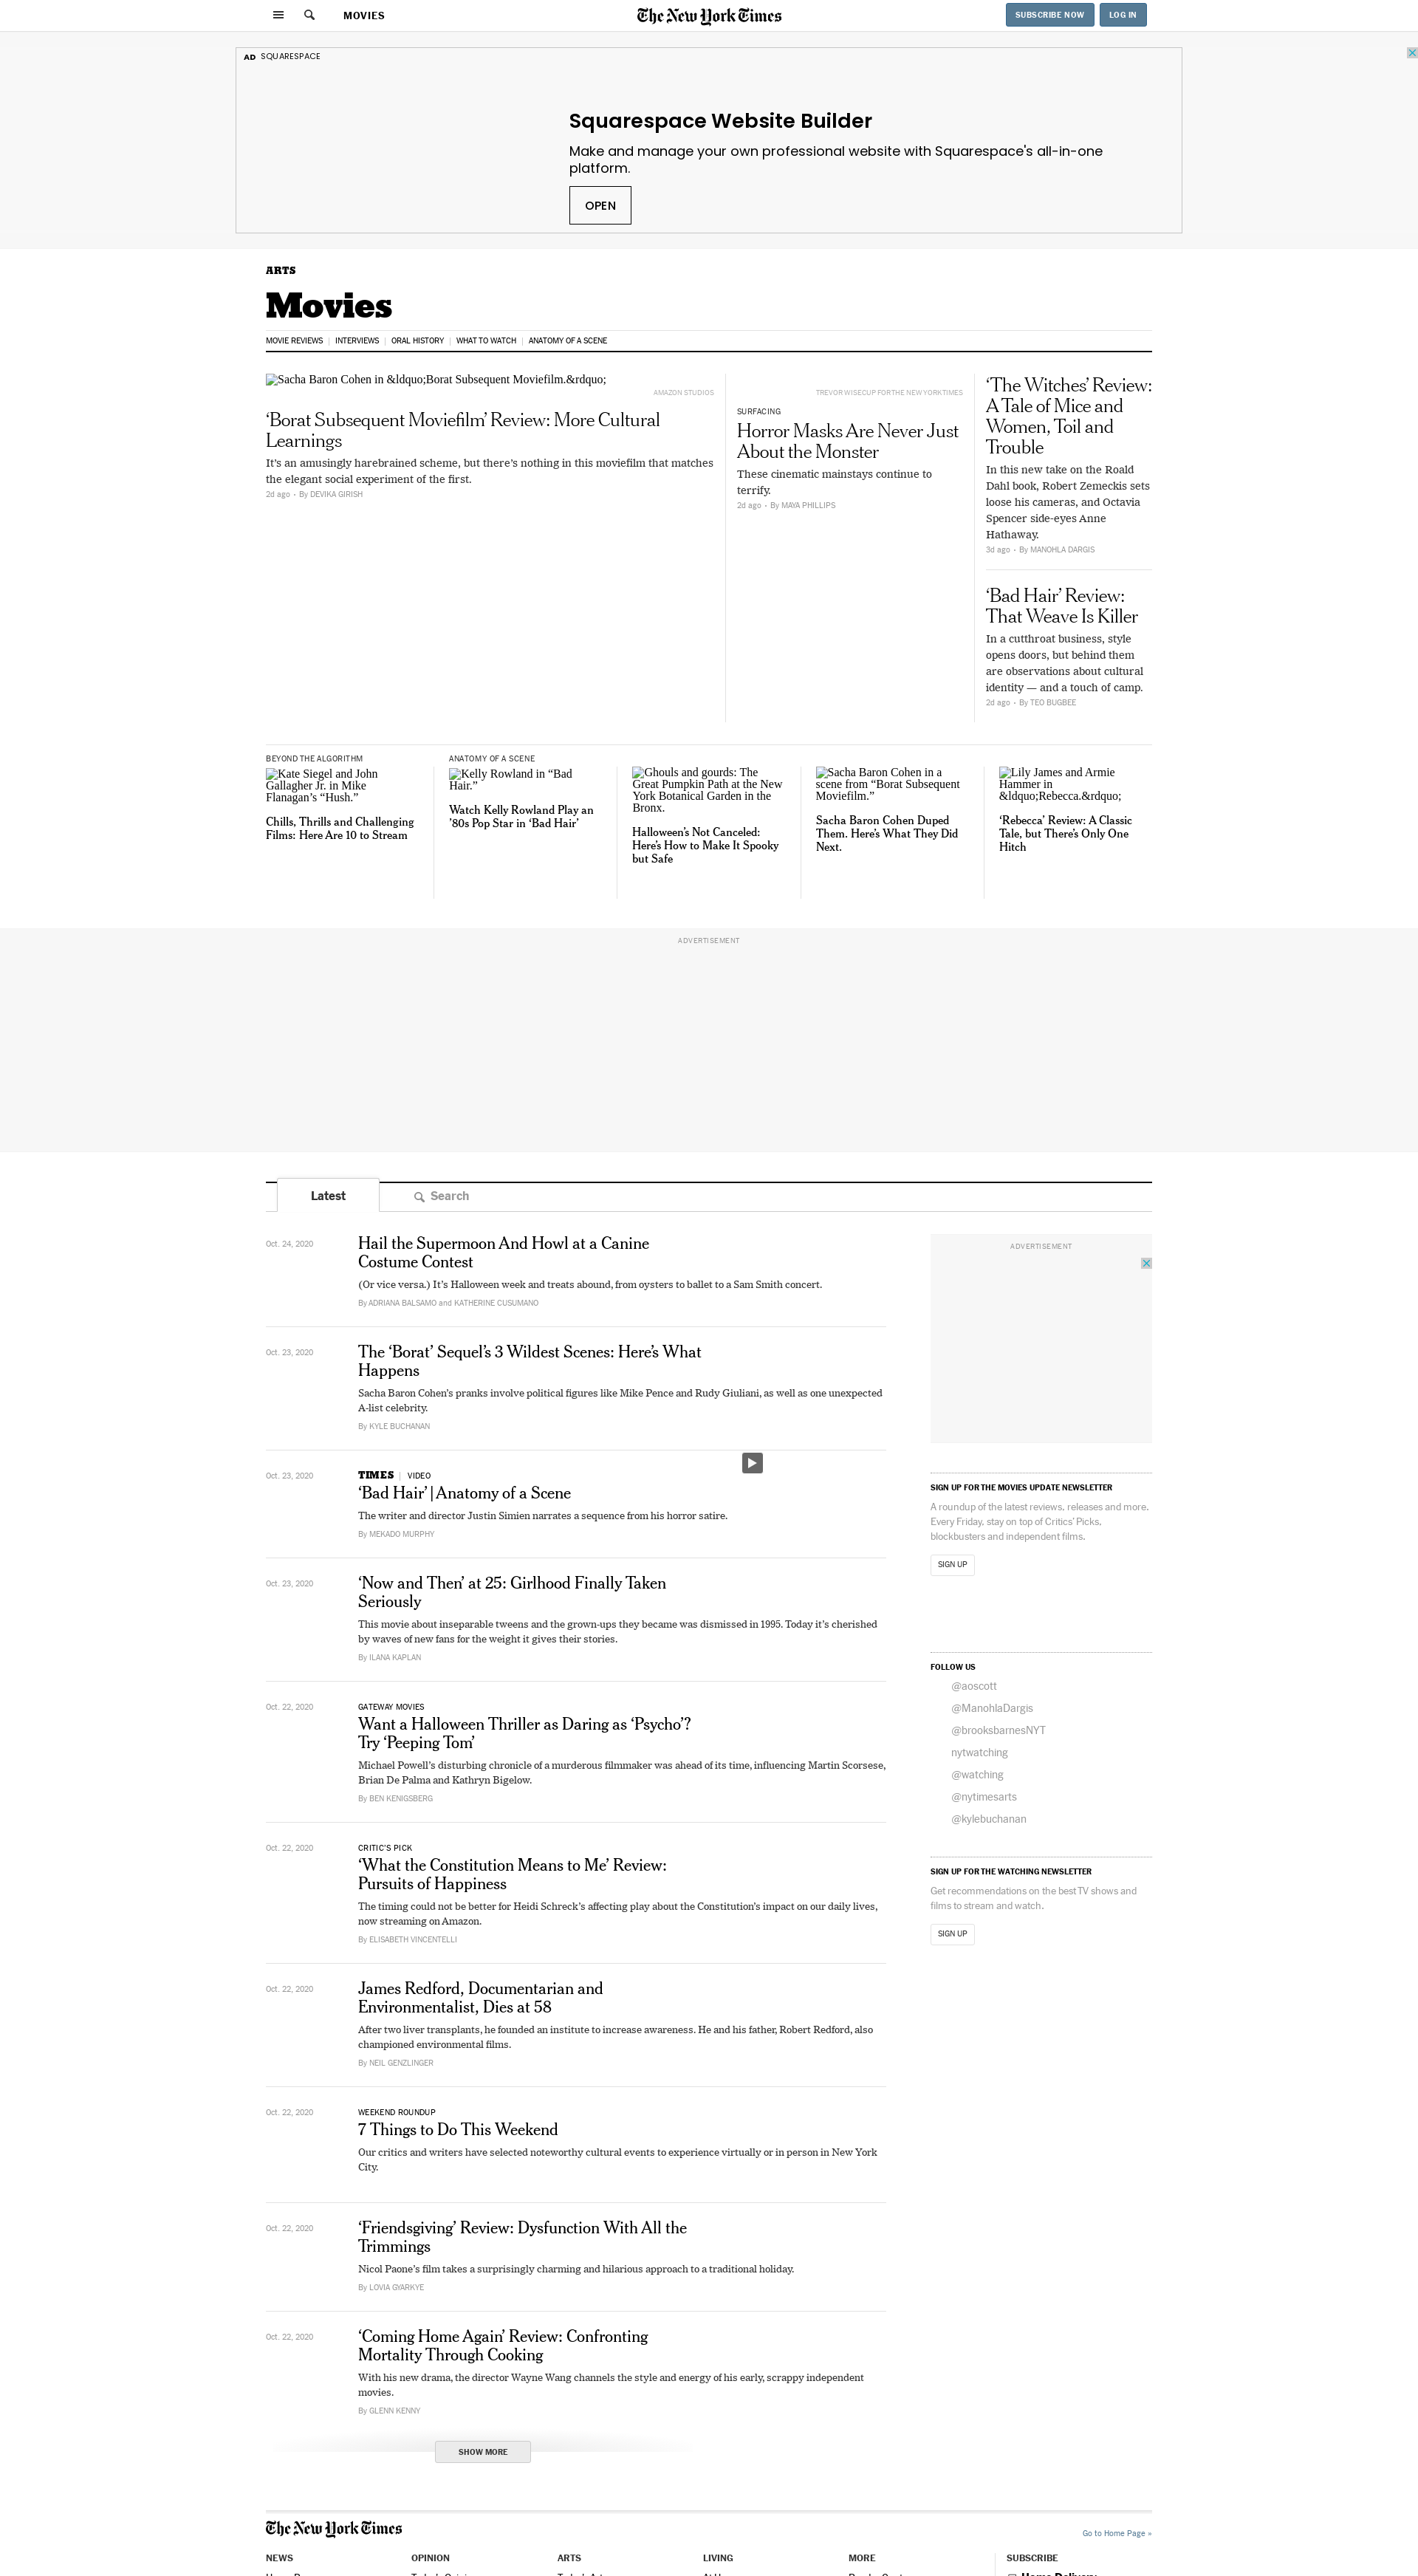 MOVIES
The New York Times
SUBSCRIBE NOW
LOG IN
AD SQUARESPACE
Squarespace Website Builder
Make and manage your own professional website with Squarespace's all-in-one
platform.
OPEN
ARTS
Movies
MOVIE REVIEWS | INTERVIEWS | ORAL HISTORY | WHAT TO WATCH | ANATOMY OF A SCENE
Sacha Baron Cohen in &ldquo;Borat Subsequent Moviefilm.&rdquo;
AMAZON STUDIOS
‘Borat Subsequent Moviefilm’ Review: More Cultural
Learnings
It’s an amusingly harebrained scheme, but there’s nothing in this moviefilm that matches
the elegant social experiment of the first.
2d ago • By DEVIKA GIRISH
TREVOR WISECUP FOR THE NEW YORK TIMES
SURFACING
Horror Masks Are Never Just
About the Monster
These cinematic mainstays continue to
terrify.
2d ago • By MAYA PHILLIPS
‘The Witches’ Review:
A Tale of Mice and
Women, Toil and
Trouble
In this new take on the Roald
Dahl book, Robert Zemeckis sets
loose his cameras, and Octavia
Spencer side-eyes Anne
Hathaway.
3d ago • By MANOHLA DARGIS
‘Bad Hair’ Review:
That Weave Is Killer
In a cutthroat business, style
opens doors, but behind them
are observations about cultural
identity — and a touch of camp.
2d ago • By TEO BUGBEE
BEYOND THE ALGORITHM
Kate Siegel and John
Gallagher Jr. in Mike
Flanagan’s “Hush.”
Chills, Thrills and Challenging
Films: Here Are 10 to Stream
ANATOMY OF A SCENE
Kelly Rowland in “Bad
Hair.”
Watch Kelly Rowland Play an
’80s Pop Star in ‘Bad Hair’
Ghouls and gourds: The
Great Pumpkin Path at the New
York Botanical Garden in the
Bronx.
Halloween’s Not Canceled:
Here’s How to Make It Spooky
but Safe
Sacha Baron Cohen in a
scene from “Borat Subsequent
Moviefilm.”
Sacha Baron Cohen Duped
Them. Here’s What They Did
Next.
Lily James and Armie
Hammer in
&ldquo;Rebecca.&rdquo;
‘Rebecca’ Review: A Classic
Tale, but There’s Only One
Hitch
ADVERTISEMENT
Latest
Search
Oct. 24, 2020
Hail the Supermoon And Howl at a Canine
Costume Contest
(Or vice versa.) It’s Halloween week and treats abound, from oysters to ballet to a Sam Smith concert.
By ADRIANA BALSAMO and KATHERINE CUSUMANO
Oct. 23, 2020
The ‘Borat’ Sequel’s 3 Wildest Scenes: Here’s What
Happens
Sacha Baron Cohen’s pranks involve political figures like Mike Pence and Rudy Giuliani, as well as one unexpected
A-list celebrity.
By KYLE BUCHANAN
Oct. 23, 2020
TIMES | VIDEO
‘Bad Hair’ | Anatomy of a Scene
The writer and director Justin Simien narrates a sequence from his horror satire.
By MEKADO MURPHY
Oct. 23, 2020
‘Now and Then’ at 25: Girlhood Finally Taken
Seriously
This movie about inseparable tweens and the grown-ups they became was dismissed in 1995. Today it’s cherished
by waves of new fans for the weight it gives their stories.
By ILANA KAPLAN
Oct. 22, 2020
GATEWAY MOVIES
Want a Halloween Thriller as Daring as ‘Psycho’?
Try ‘Peeping Tom’
Michael Powell’s disturbing chronicle of a murderous filmmaker was ahead of its time, influencing Martin Scorsese,
Brian De Palma and Kathryn Bigelow.
By BEN KENIGSBERG
Oct. 22, 2020
CRITIC’S PICK
‘What the Constitution Means to Me’ Review:
Pursuits of Happiness
The timing could not be better for Heidi Schreck’s affecting play about the Constitution’s impact on our daily lives,
now streaming on Amazon.
By ELISABETH VINCENTELLI
Oct. 22, 2020
James Redford, Documentarian and
Environmentalist, Dies at 58
After two liver transplants, he founded an institute to increase awareness. He and his father, Robert Redford, also
championed environmental films.
By NEIL GENZLINGER
Oct. 22, 2020
WEEKEND ROUNDUP
7 Things to Do This Weekend
Our critics and writers have selected noteworthy cultural events to experience virtually or in person in New York
City.
Oct. 22, 2020
‘Friendsgiving’ Review: Dysfunction With All the
Trimmings
Nicol Paone’s film takes a surprisingly charming and hilarious approach to a traditional holiday.
By LOVIA GYARKYE
Oct. 22, 2020
‘Coming Home Again’ Review: Confronting
Mortality Through Cooking
With his new drama, the director Wayne Wang channels the style and energy of his early, scrappy independent
movies.
By GLENN KENNY
SHOW MORE
ADVERTISEMENT
SIGN UP FOR THE MOVIES UPDATE NEWSLETTER
A roundup of the latest reviews, releases and more.
Every Friday, stay on top of Critics’ Picks,
blockbusters and independent films.
SIGN UP
FOLLOW US
@aoscott
@ManohlaDargis
@brooksbarnesNYT
nytwatching
@watching
@nytimesarts
@kylebuchanan
SIGN UP FOR THE WATCHING NEWSLETTER
Get recommendations on the best TV shows and
films to stream and watch.
SIGN UP
The New York Times
Go to Home Page »
NEWS
OPINION
ARTS
LIVING
MORE
SUBSCRIBE